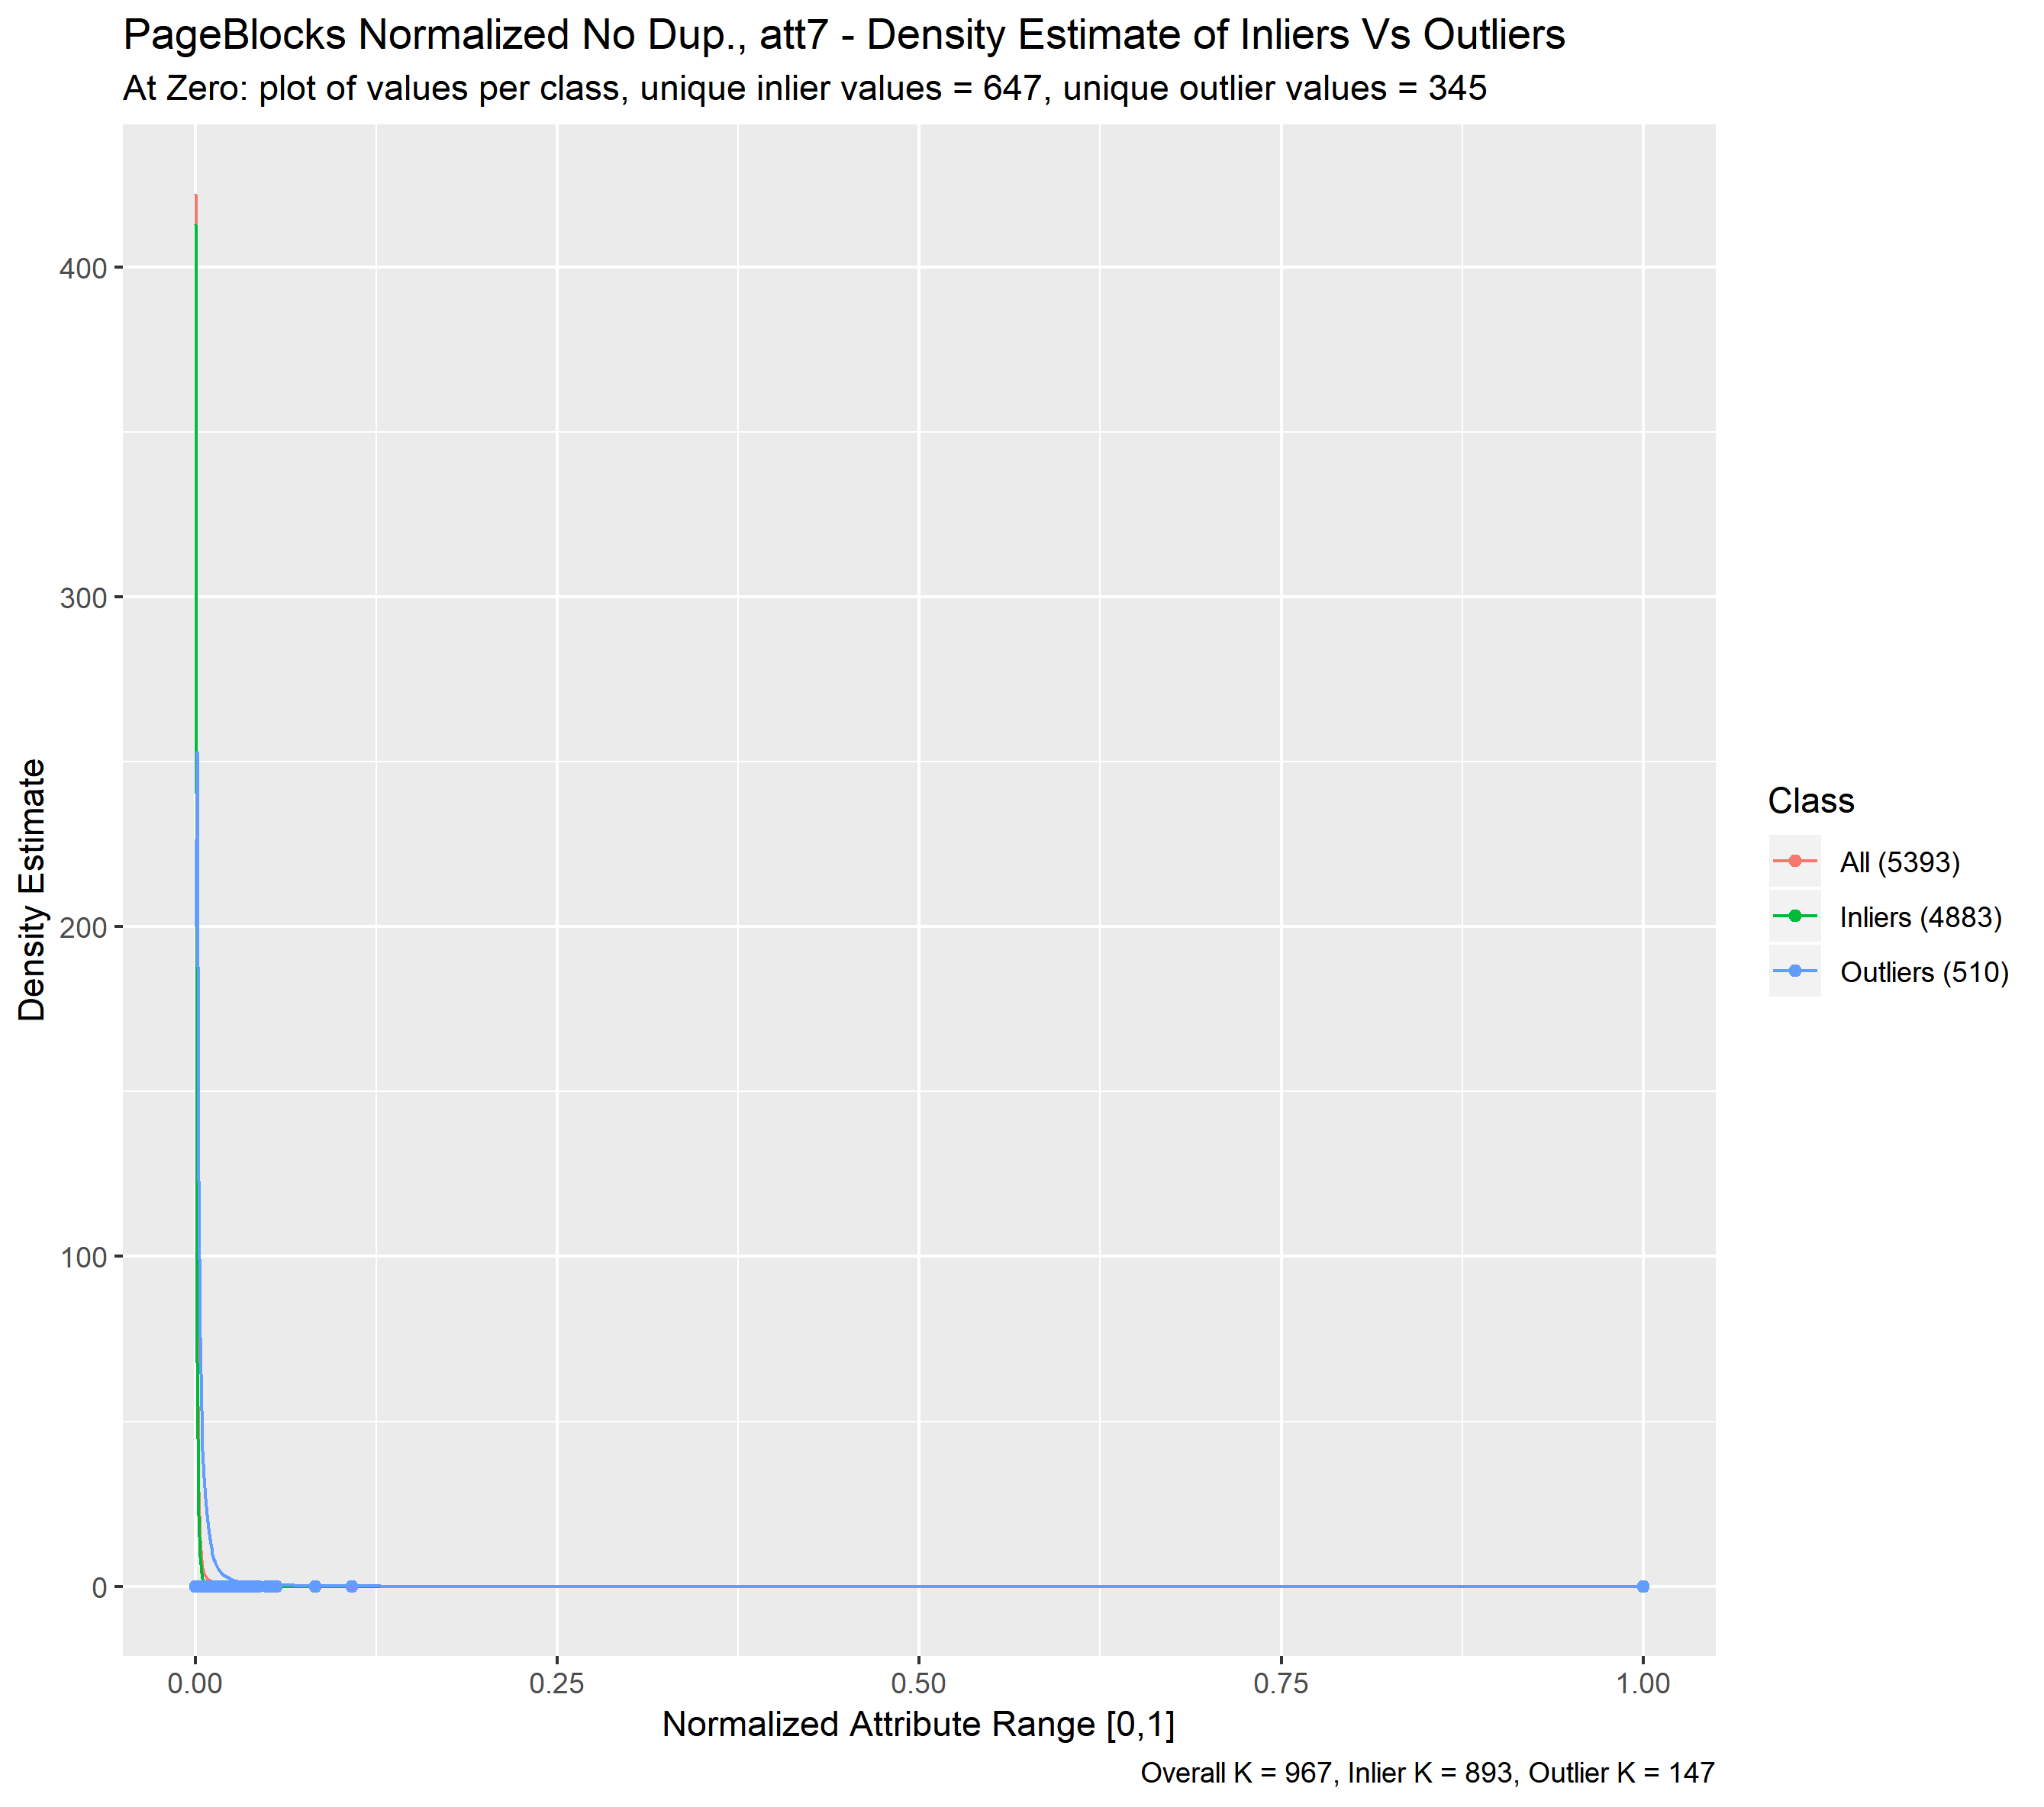 PageBlocks Normalized No Dup., att7 - Density Estimate of Inliers Vs Outliers
At Zero: plot of values per class, unique inlier values = 647, unique outlier values = 345
400
300
200
100
0
Density Estimate
0.00 0.25 0.50 0.75 1.00
Normalized Attribute Range [0,1]
Overall K = 967, Inlier K = 893, Outlier K = 147
Class
All (5393)
Inliers (4883)
Outliers (510)